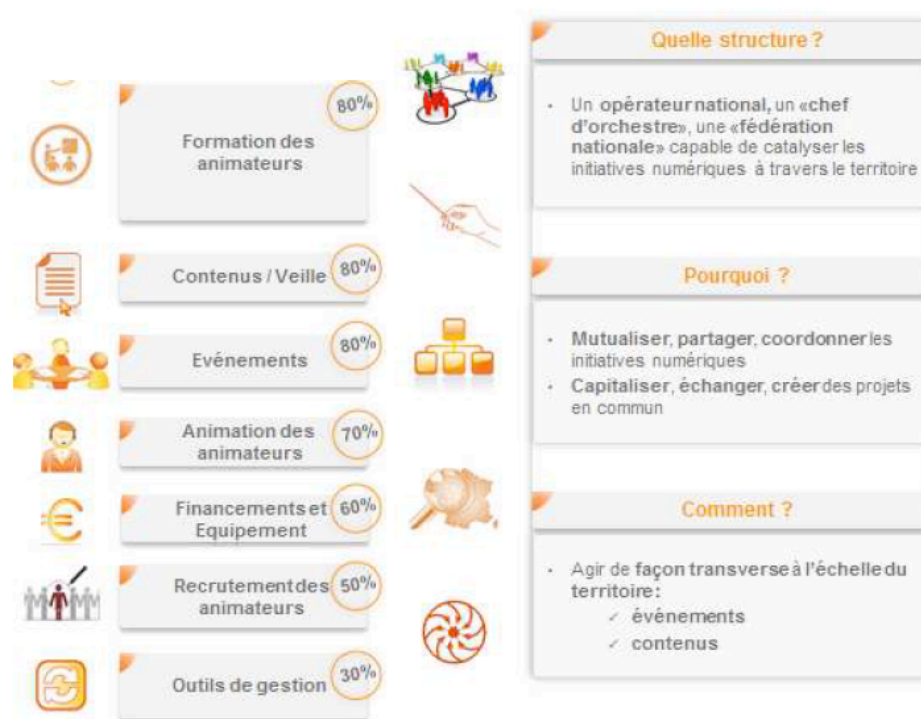 80%
Formation des
animateurs
Contenus / Veille
80%
Evénements
80%
Animation des
animateurs
70%
Financements et
Equipement
60%
Recrutement des
animateurs
50%
Outils de gestion
30%
Quelle structure ?
• Un opérateur national, un «chef
d'orchestre», une «fédération
nationale» capable de catalyser les
initiatives numériques à travers le territoire
Pourquoi ?
• Mutualiser, partager, coordonner les
initiatives numériques
• Capitaliser, échanger, créer des projets
en commun
Comment ?
• Agir de façon transverse à l'échelle du
territoire :
✓ événements
✓ contenus